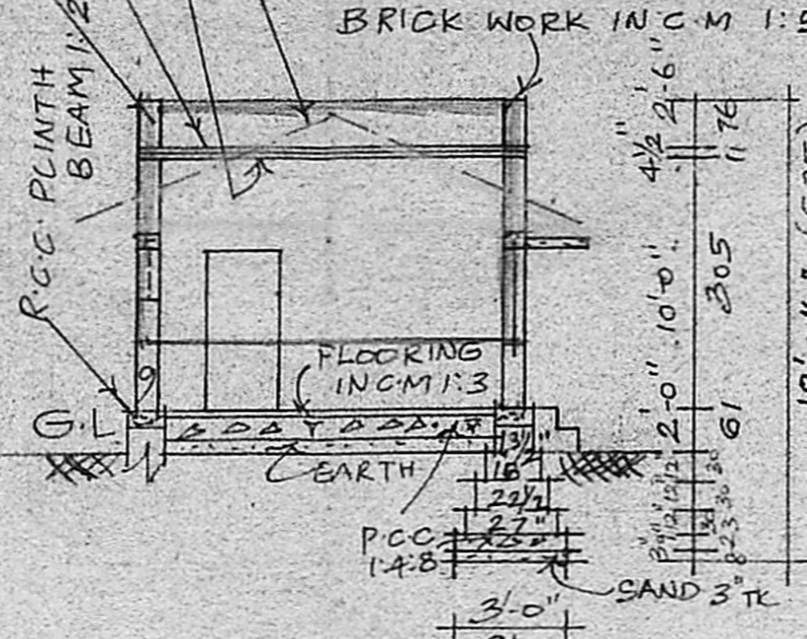 BRICK WORK IN C.M 1:
R.C.C. PLINTH
BEAM 1:2
2'-6"
76
4½"
11
10'-0"
305
2'-0"
61
9
FLOORING
IN C.M 1:3
G.L
EARTH
13½"
18"
22½"
27"
P.C.C
1:4:8
SAND 3" TK
3'-0"